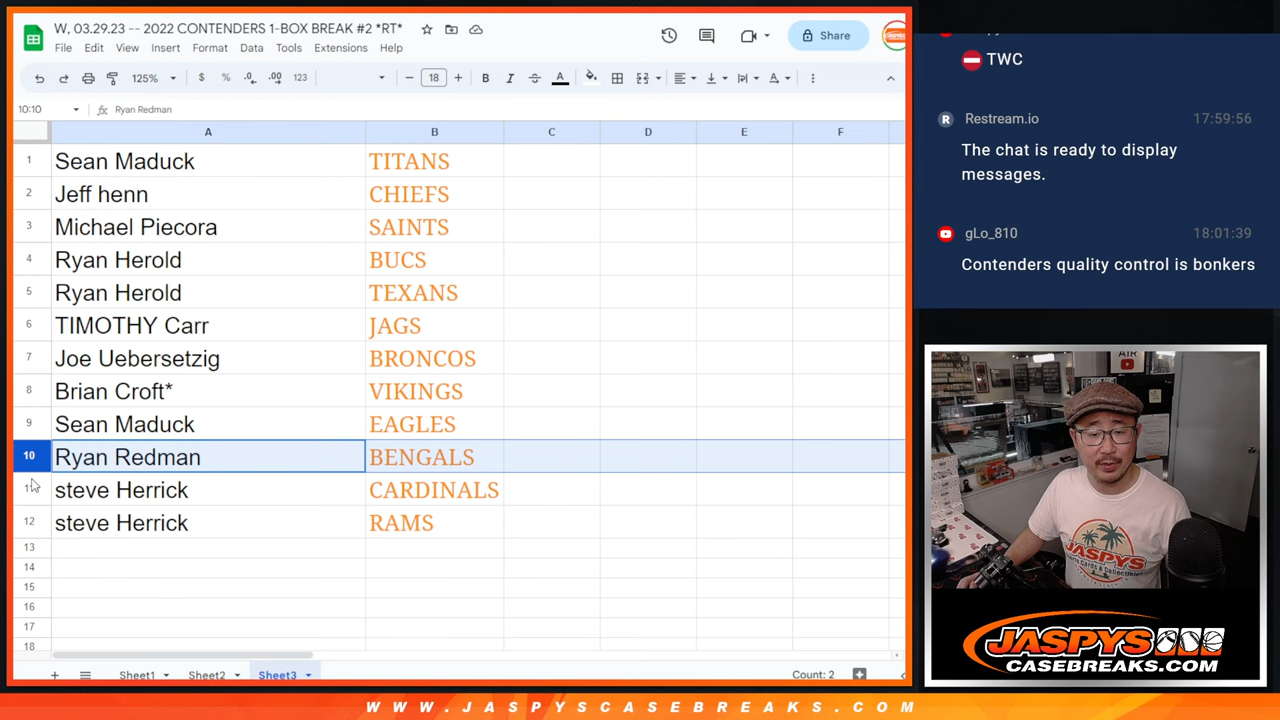 W, 03.29.23 -- 2022 CONTENDERS 1-BOX BREAK #2 *RT*
File Edit View Insert Format Data Tools Extensions Help
Share
125% $ % .0 .00 123 18 B I A
10:10 fx Ryan Redman
A B C D E F
1 Sean Maduck TITANS
2 Jeff henn CHIEFS
3 Michael Piecora SAINTS
4 Ryan Herold BUCS
5 Ryan Herold TEXANS
6 TIMOTHY Carr JAGS
7 Joe Uebersetzig BRONCOS
8 Brian Croft* VIKINGS
9 Sean Maduck EAGLES
10 Ryan Redman BENGALS
11 steve Herrick CARDINALS
12 steve Herrick RAMS
13
14
15
16
17
18
Sheet1 Sheet2 Sheet3 Count: 2
TWC
Restream.io 17:59:56
The chat is ready to display
messages.
gLo_810 18:01:39
Contenders quality control is bonkers
JASPYS
JASPYS
CASEBREAKS.COM
WWW.JASPYSCASEBREAKS.COM